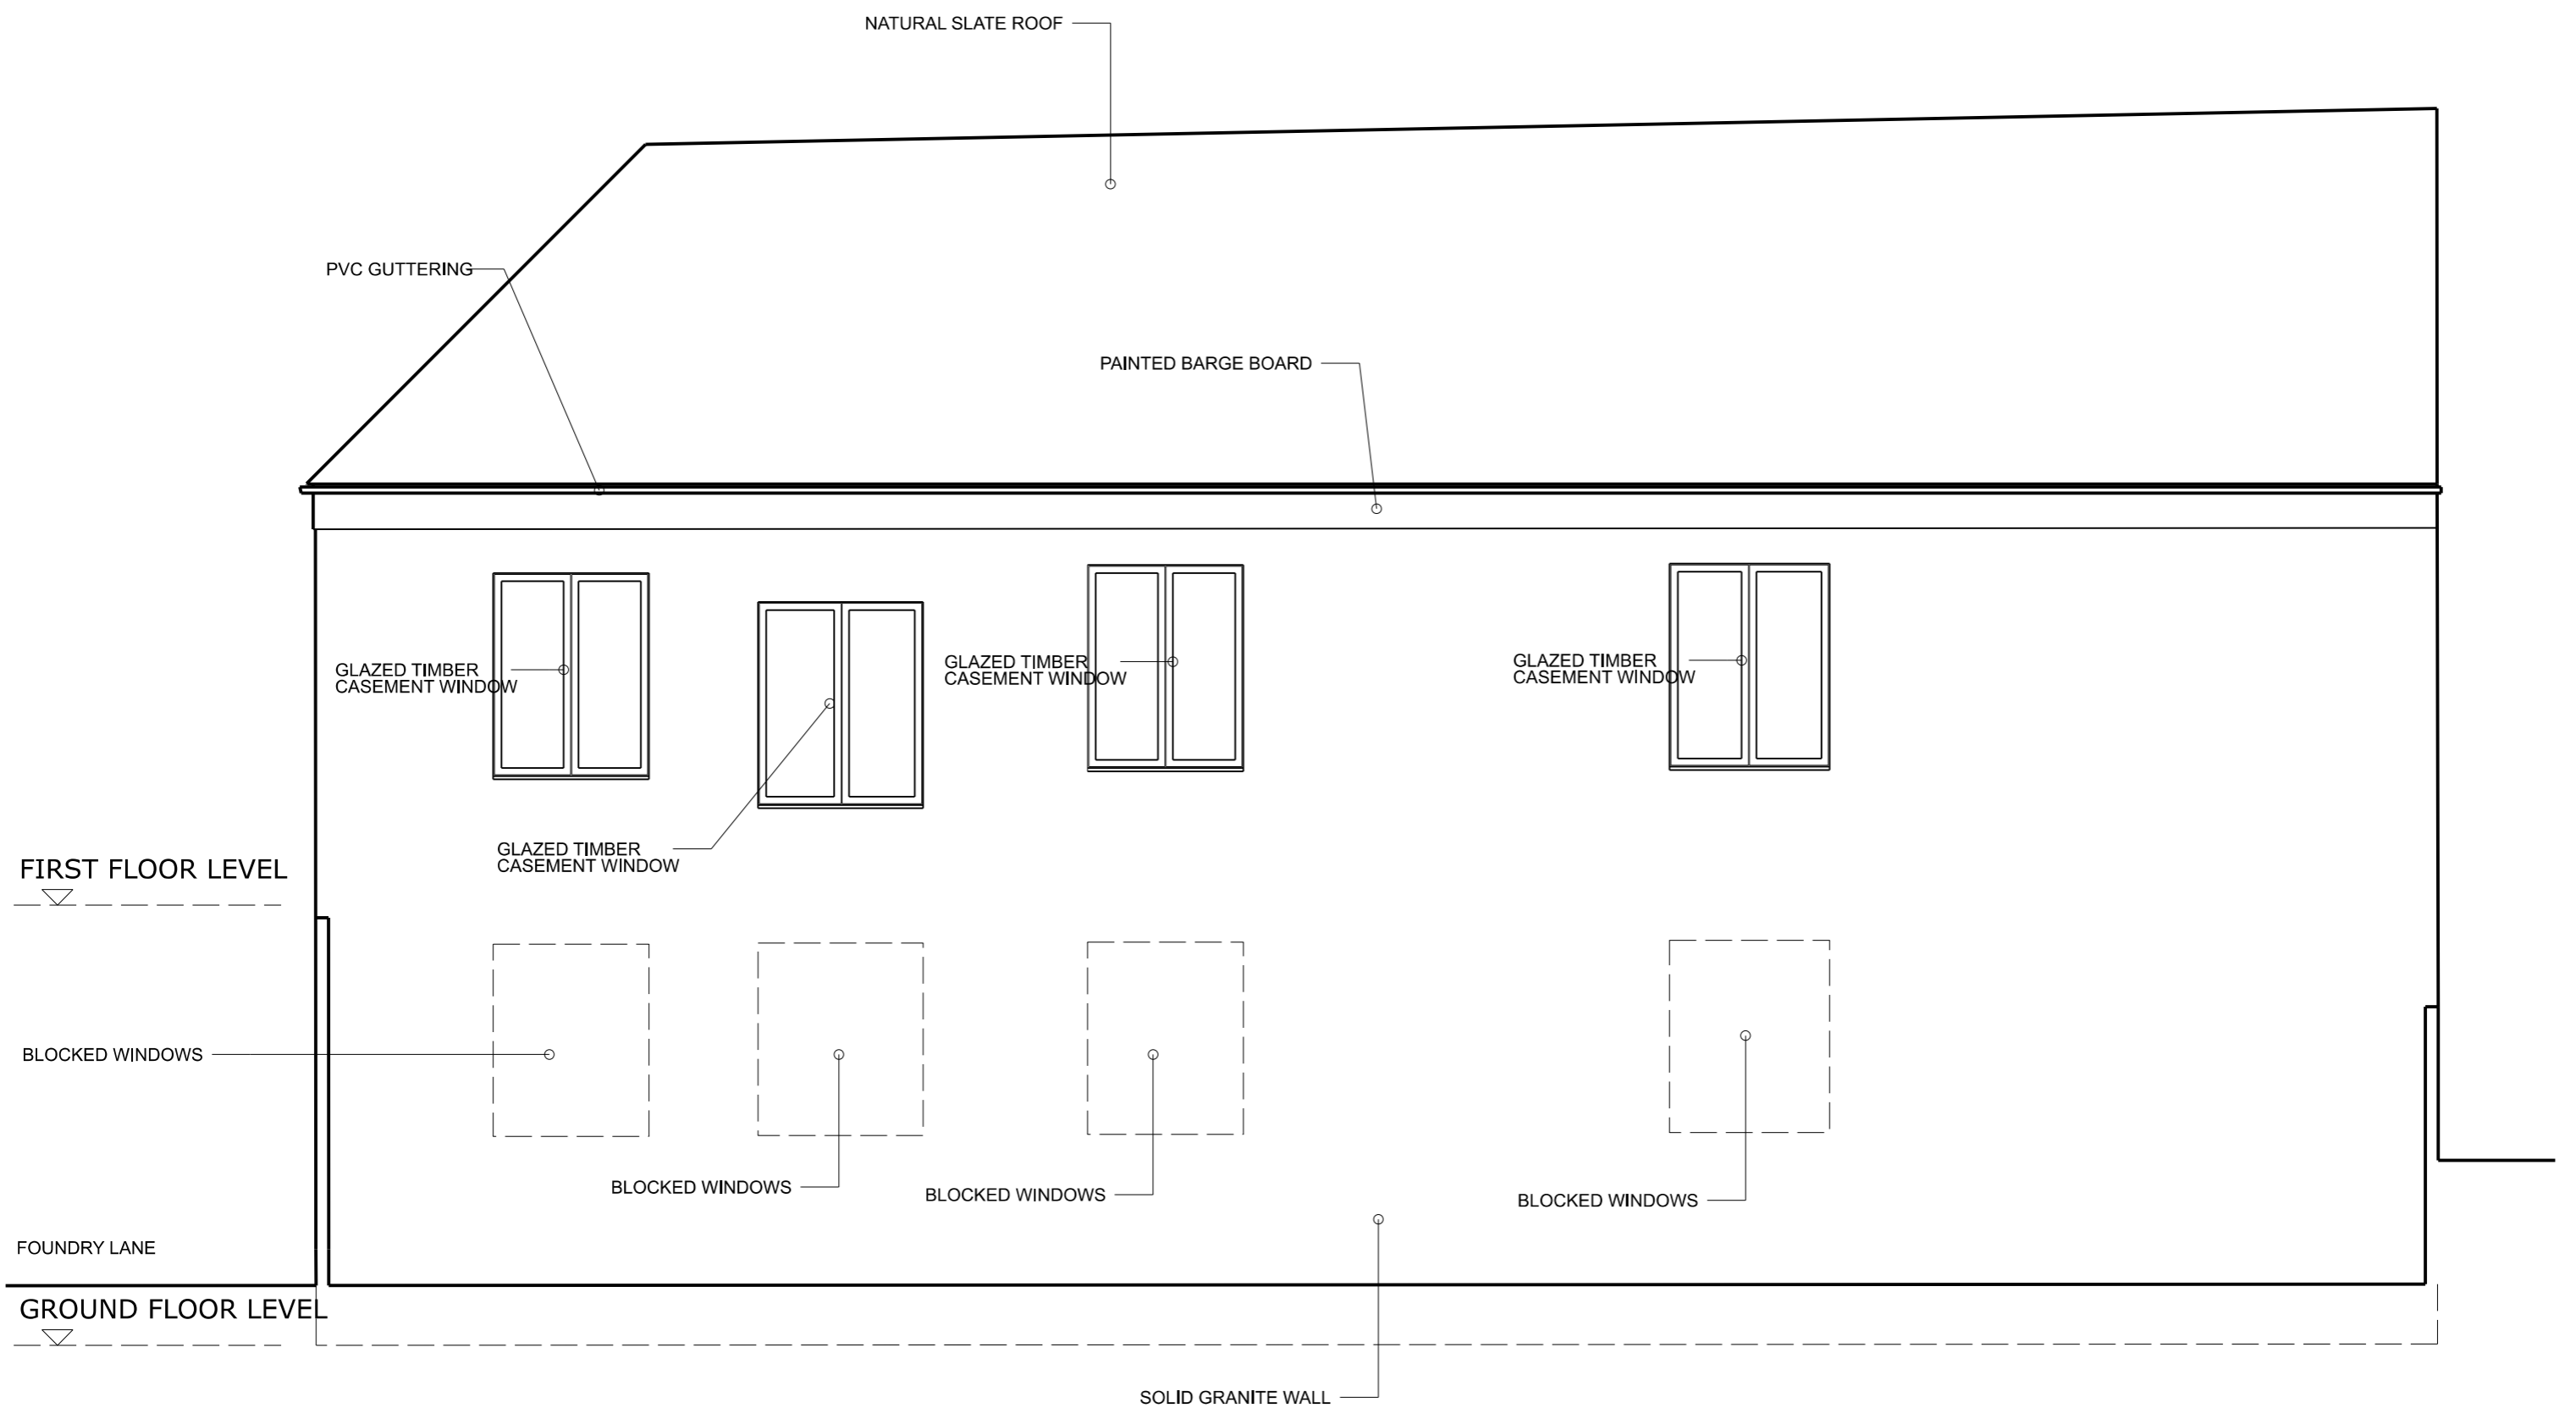 NATURAL SLATE ROOF
PVC GUTTERING
PAINTED BARGE BOARD
GLAZED TIMBER
CASEMENT WINDOW
GLAZED TIMBER
CASEMENT WINDOW
GLAZED TIMBER
CASEMENT WINDOW
GLAZED TIMBER
CASEMENT WINDOW
FIRST FLOOR LEVEL
BLOCKED WINDOWS
BLOCKED WINDOWS
BLOCKED WINDOWS
BLOCKED WINDOWS
FOUNDRY LANE
GROUND FLOOR LEVEL
SOLID GRANITE WALL